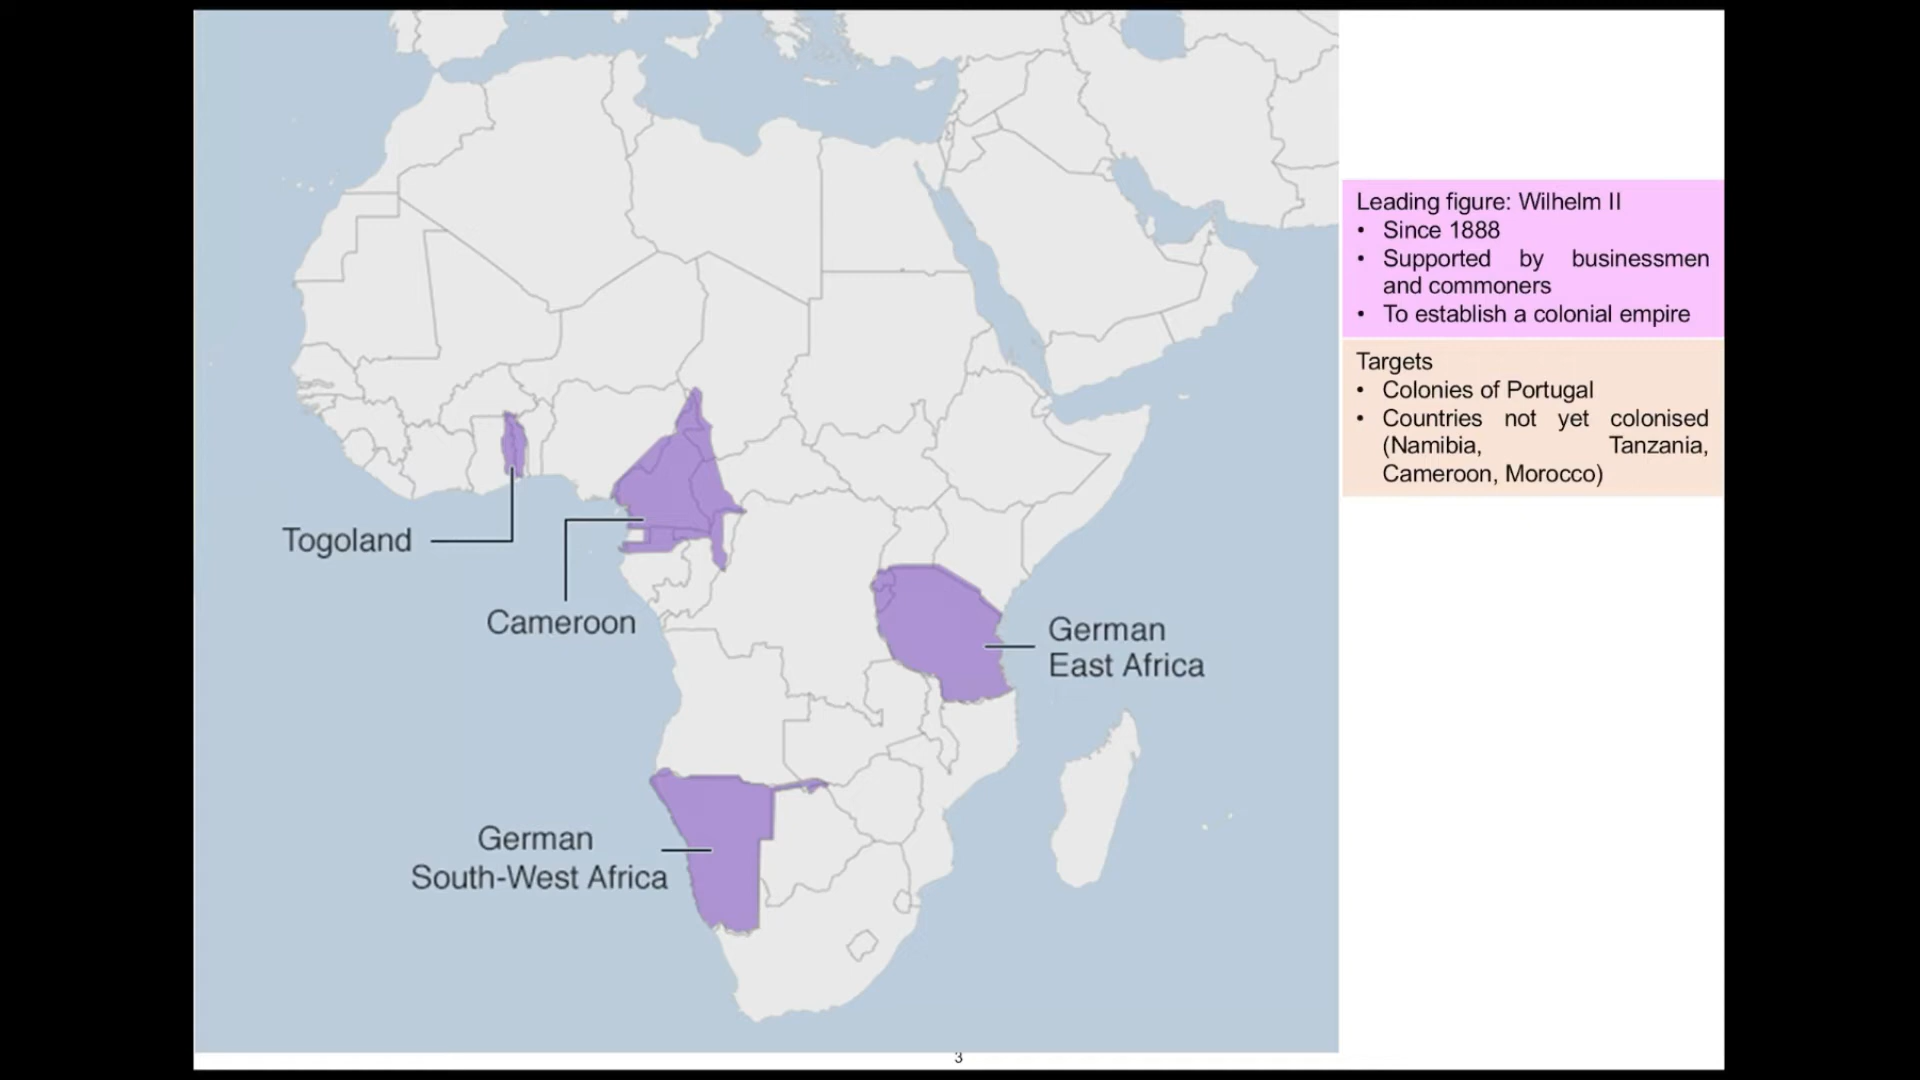 Togoland
Cameroon
German
East Africa
German
South-West Africa
Leading figure: Wilhelm II
• Since 1888
• Supported by businessmen
and commoners
• To establish a colonial empire
Targets
• Colonies of Portugal
• Countries not yet colonised
(Namibia, Tanzania,
Cameroon, Morocco)
3